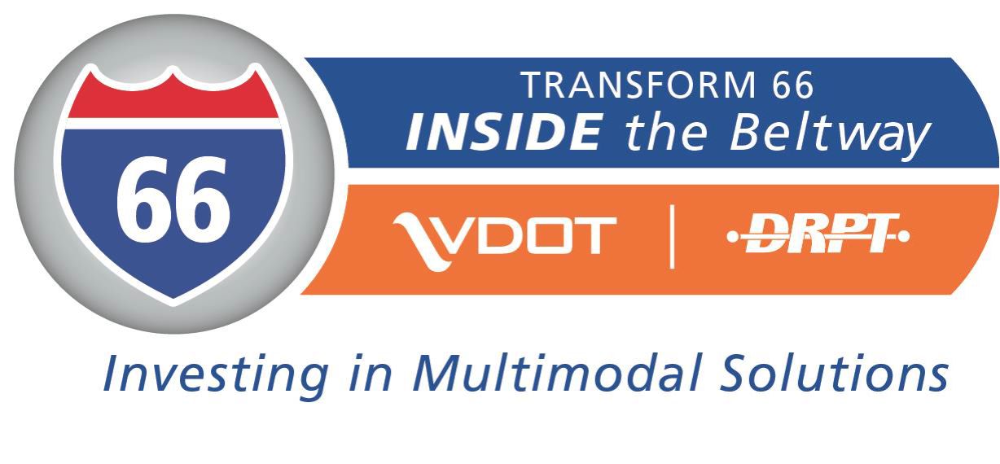 66
TRANSFORM 66
INSIDE the Beltway
VDOT
DRPT
Investing in Multimodal Solutions